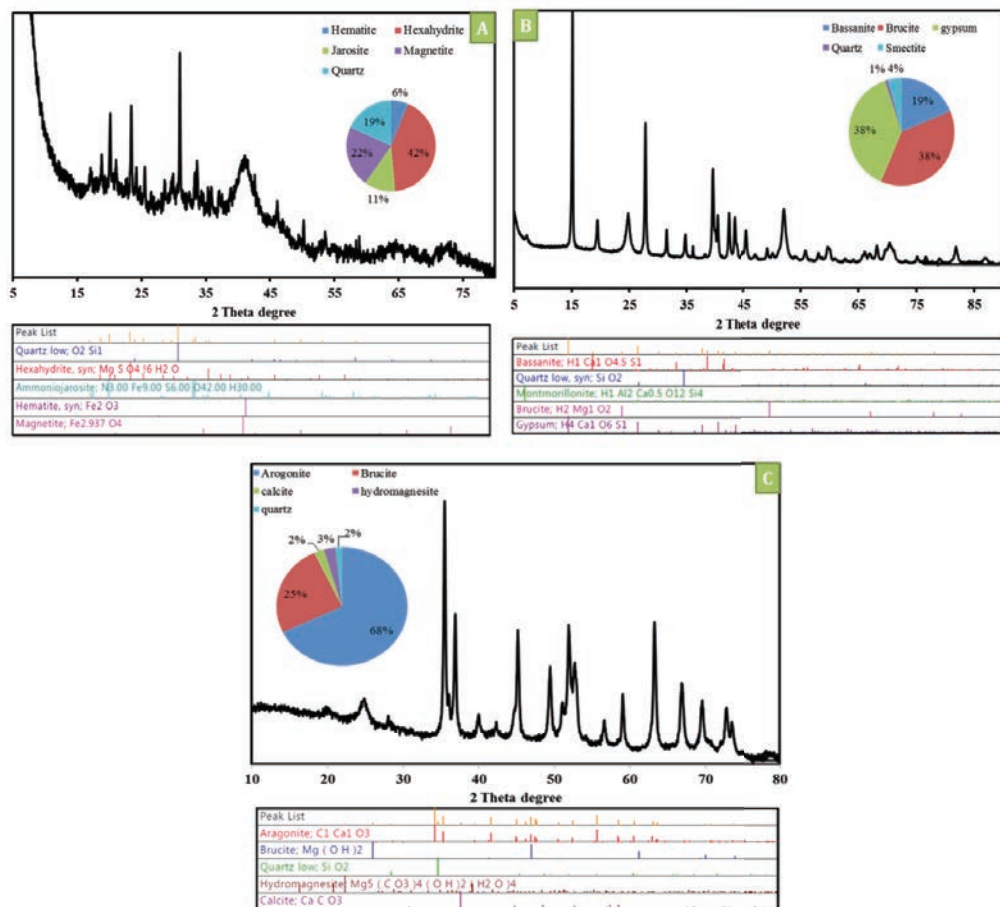 A
Hematite Hexahydrite
Jarosite Magnetite
Quartz
6%
19%
42%
22%
11%
5 15 25 35 45 55 65 75
2 Theta degree
Peak List
Quartz low; O2 Si1
Hexahydrite, syn; Mg S O4 !6 H2 O
Ammoniojarosite; N3.00 Fe9.00 S6.00 O42.00 H30.00
Hematite, syn; Fe2 O3
Magnetite; Fe2.937 O4
B
Bassanite Brucite gypsum
Quartz Smectite
1% 4%
19%
38%
38%
5 15 25 35 45 55 65 75 85
2 Theta degree
Peak List
Bassanite; H1 Ca1 O4.5 S1
Quartz low, syn; Si O2
Montmorillonite; H1 Al2 Ca0.5 O12 Si4
Brucite; H2 Mg1 O2
Gypsum; H4 Ca1 O6 S1
C
Arogonite Brucite
calcite hydromagnesite
quartz
2% 3% 2%
25%
68%
10 20 30 40 50 60 70 80
2 Theta degree
Peak List
Aragonite; C1 Ca1 O3
Brucite; Mg ( O H )2
Quartz low; Si O2
Hydromagnesite; Mg5 ( C O3 )4 ( O H )2 ( H2 O )4
Calcite; Ca C O3